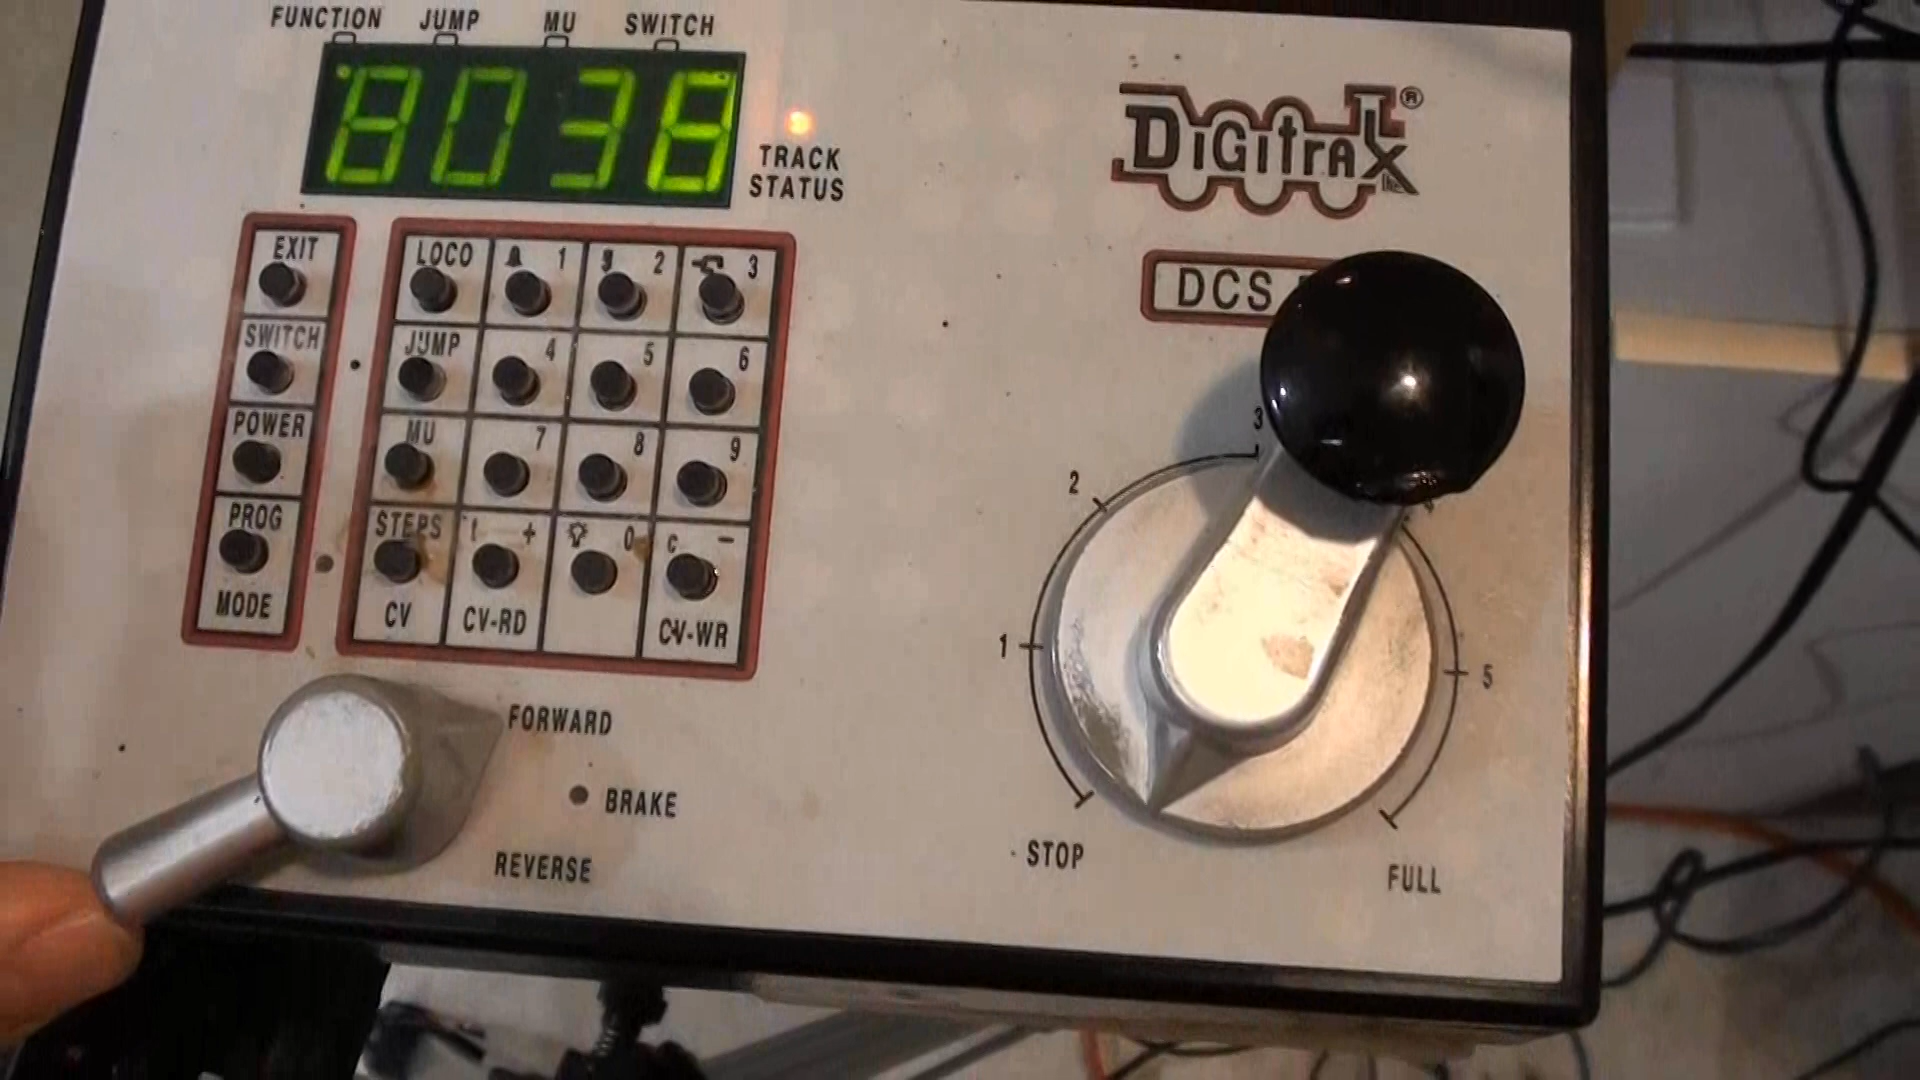 FUNCTION JUMP MU SWITCH
8038
TRACK
STATUS
DIGITRAX INC ®
DCS
EXIT
SWITCH
POWER
PROG
MODE
LOCO 1 2 3
JUMP 4 5 6
MU 7 8 9
STEPS t + 0 c -
CV CV-RD CV-WR
FORWARD
BRAKE
REVERSE
1
2
3
5
STOP
FULL